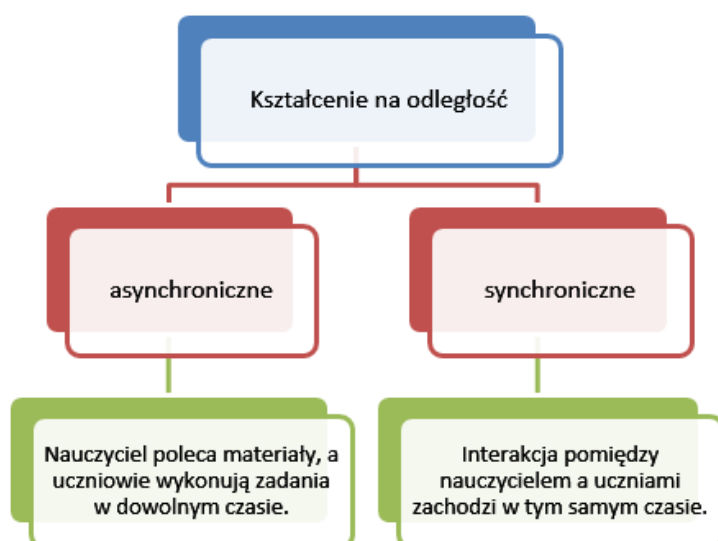 Kształcenie na odległość
asynchroniczne
synchroniczne
Nauczyciel poleca materiały, a
uczniowie wykonują zadania
w dowolnym czasie.
Interakcja pomiędzy
nauczycielem a uczniami
zachodzi w tym samym czasie.